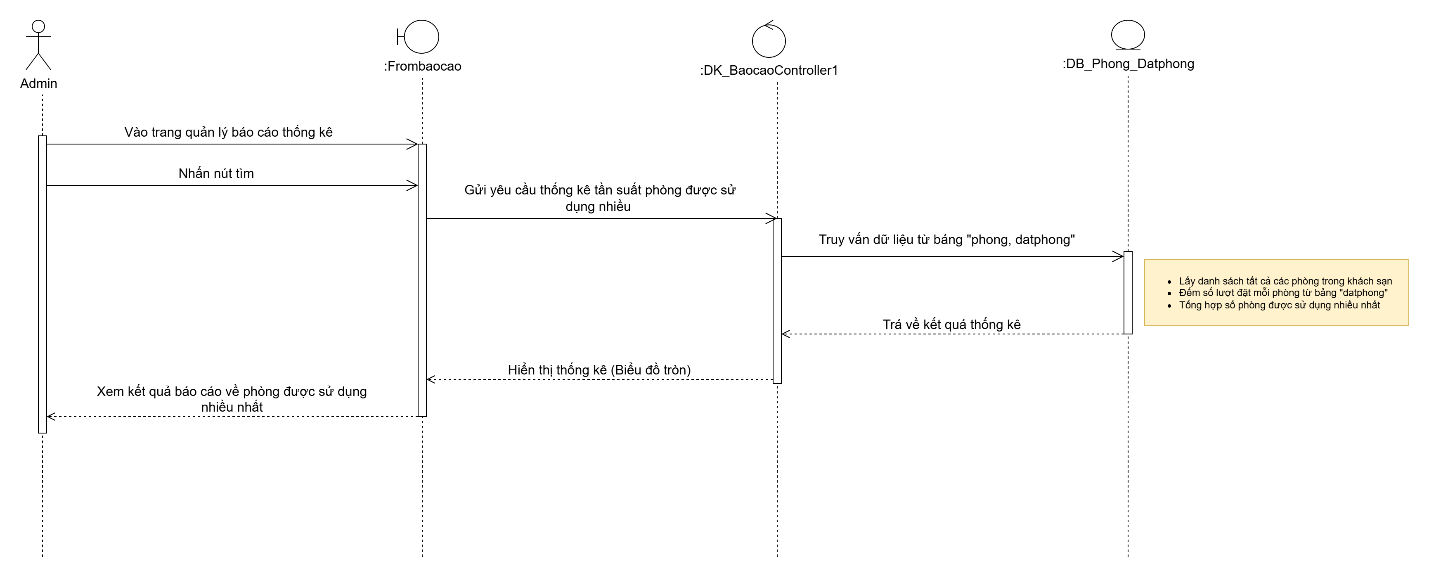 Admin
:Frombaocao
:DK_BaocaoController1
:DB_Phong_Datphong
Vào trang quản lý báo cáo thống kê
Nhấn nút tìm
Gửi yêu cầu thống kê tần suất phòng được sử
dụng nhiều
Truy vấn dữ liệu từ bảng "phong, datphong"
• Lấy danh sách tất cả các phòng trong khách sạn
• Đếm số lượt đặt mỗi phòng từ bảng "datphong"
• Tổng hợp số phòng được sử dụng nhiều nhất
Trả về kết quả thống kê
Hiển thị thống kê (Biểu đồ tròn)
Xem kết quả báo cáo về phòng được sử dụng
nhiều nhất